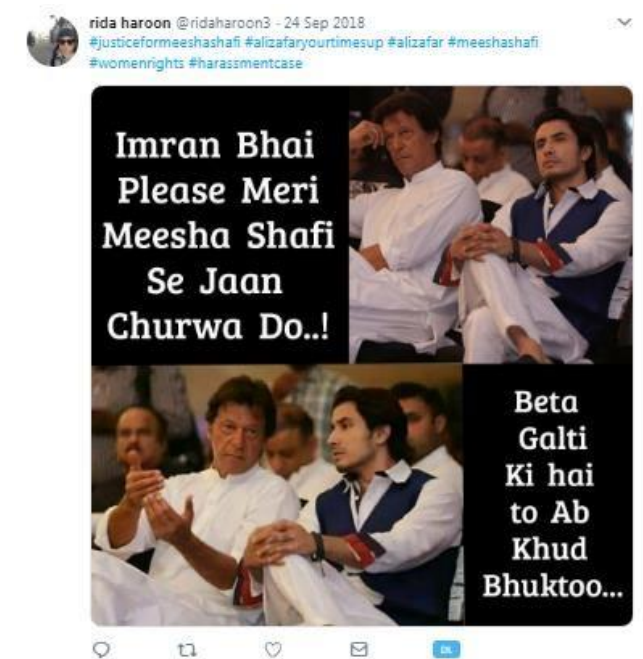 rida haroon @ridaharoon3 · 24 Sep 2018
#justiceformeeshashafi #alizafaryourtimesup #alizafar #meeshashafi
#womenrights #harassmentcase
Imran Bhai
Please Meri
Meesha Shafi
Se Jaan
Churwa Do..!
Beta
Galti
Ki hai
to Ab
Khud
Bhuktoo...